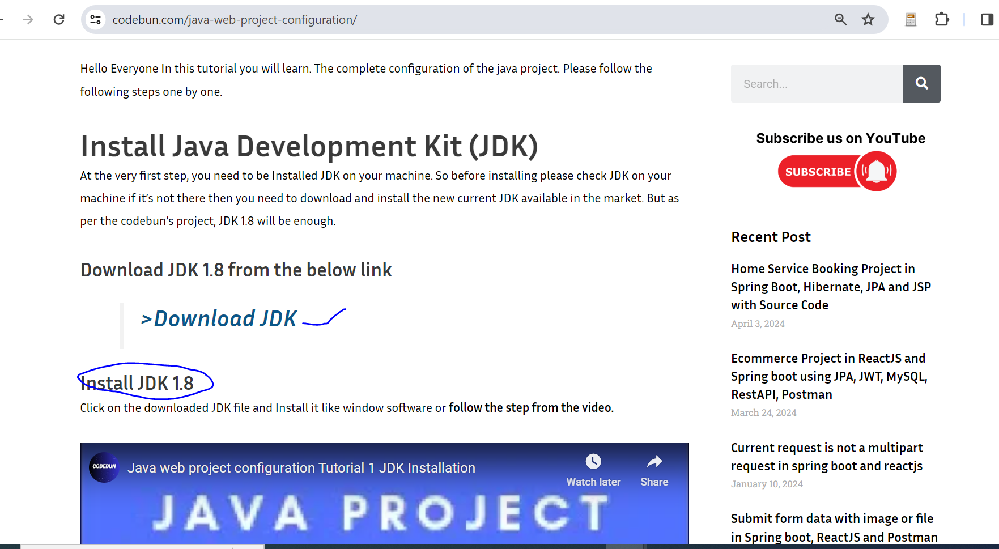 codebun.com/java-web-project-configuration/
Hello Everyone In this tutorial you will learn. The complete configuration of the java project. Please follow the
following steps one by one.
Install Java Development Kit (JDK)
At the very first step, you need to be Installed JDK on your machine. So before installing please check JDK on your
machine if it’s not there then you need to download and install the new current JDK available in the market. But as
per the codebun’s project, JDK 1.8 will be enough.
Download JDK 1.8 from the below link
>Download JDK
Install JDK 1.8
Click on the downloaded JDK file and Install it like window software or follow the step from the video.
CODEBUN
Java web project configuration Tutorial 1 JDK Installation
Watch later
Share
JAVA PROJECT
Search...
Subscribe us on YouTube
SUBSCRIBE
Recent Post
Home Service Booking Project in
Spring Boot, Hibernate, JPA and JSP
with Source Code
April 3, 2024
Ecommerce Project in ReactJS and
Spring boot using JPA, JWT, MySQL,
RestAPI, Postman
March 24, 2024
Current request is not a multipart
request in spring boot and reactjs
January 10, 2024
Submit form data with image or file
in Spring boot, ReactJS and Postman